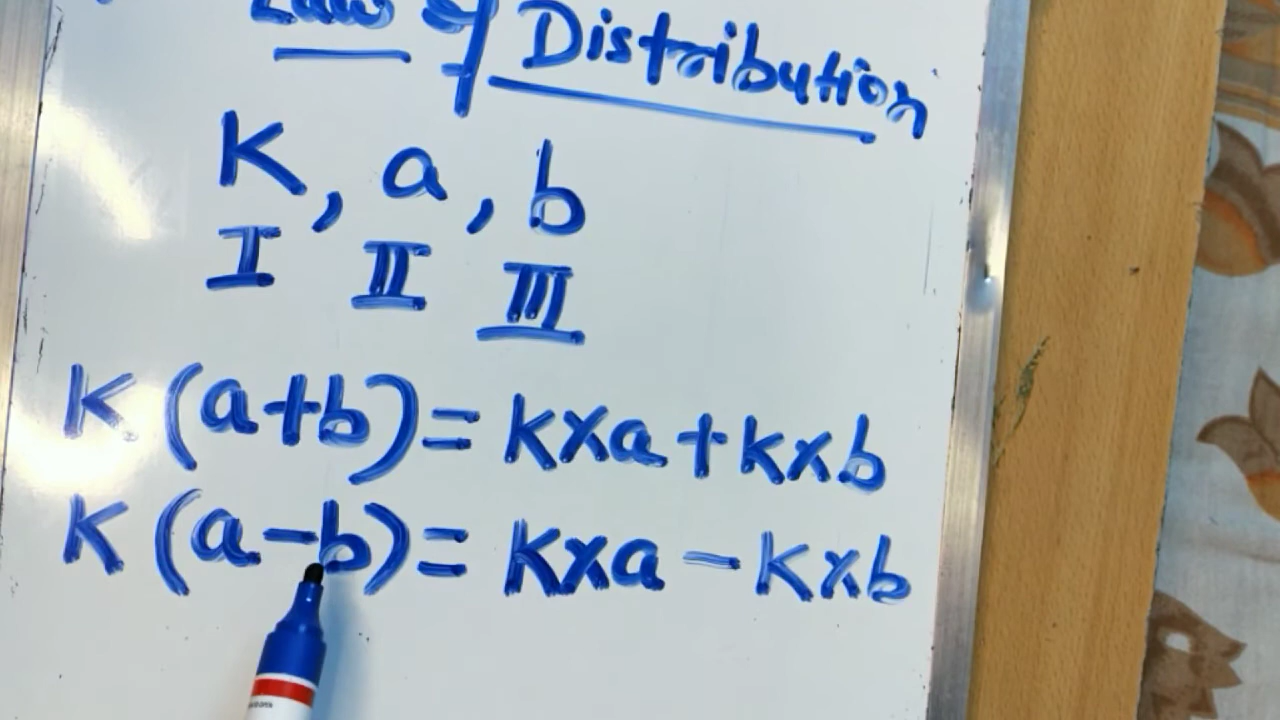 Law of Distribution
K, a, b
I II III
K (a+b) = k×a + k×b
K (a-b) = k×a - k×b